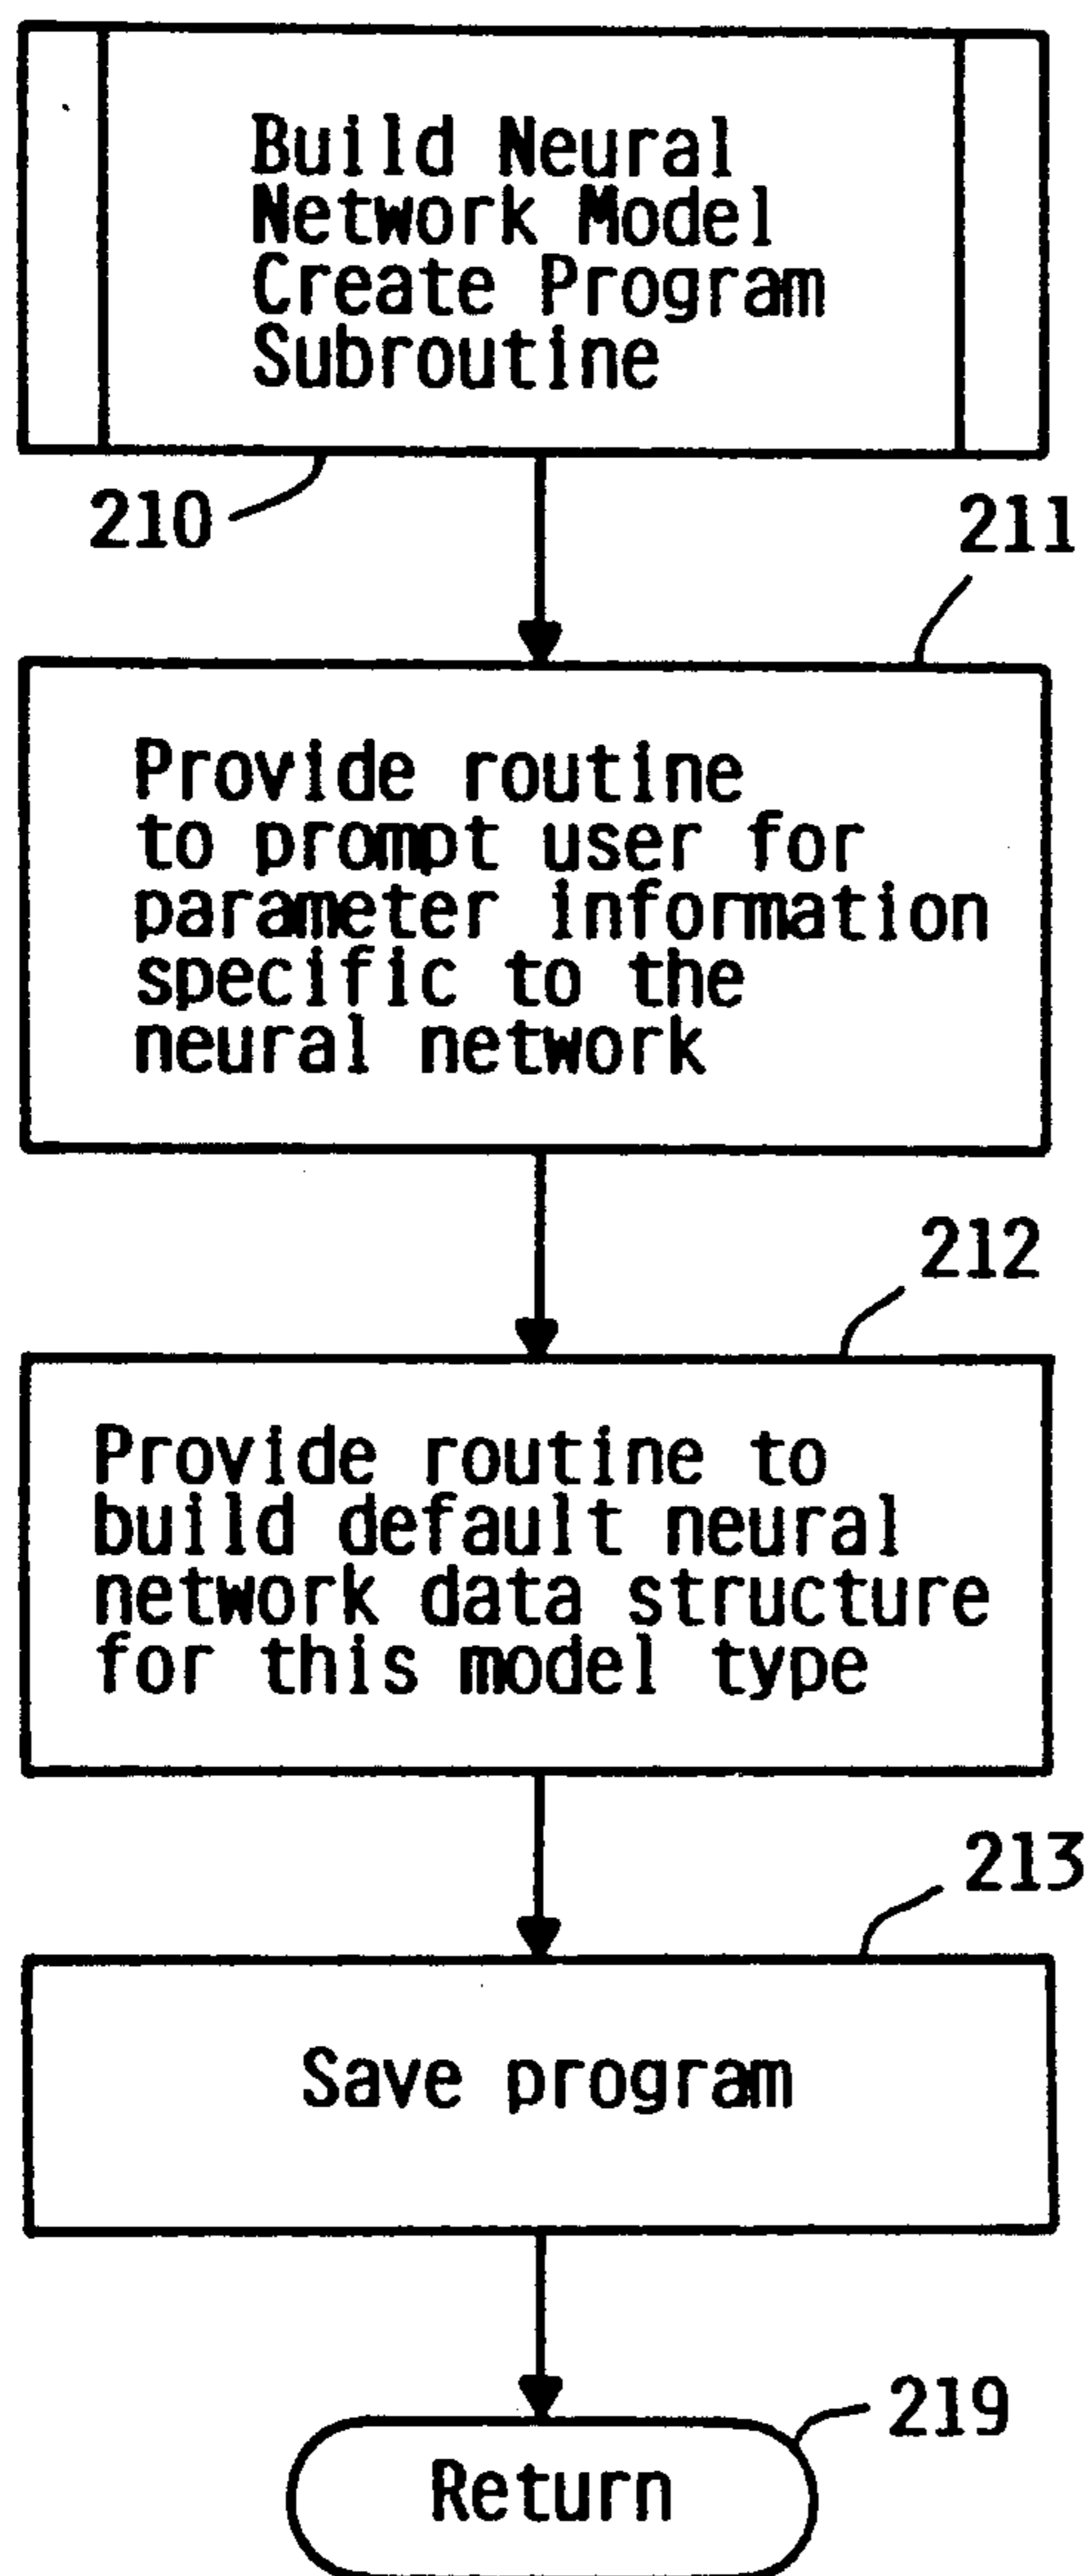 Build Neural
Network Model
Create Program
Subroutine
210
211
Provide routine
to prompt user for
parameter information
specific to the
neural network
212
Provide routine to
build default neural
network data structure
for this model type
213
Save program
219
Return